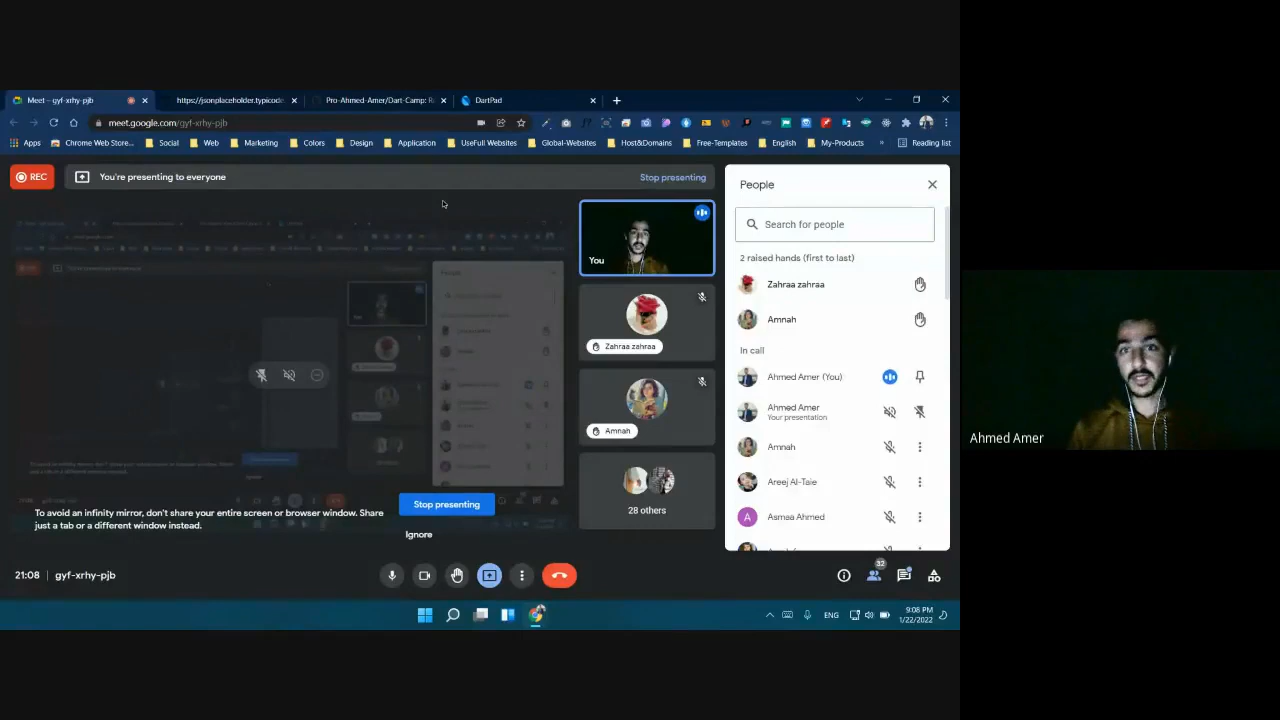 Meet – gyf-xrhy-pjb
https://jsonplaceholder.typicode.
Pro-Ahmed-Amer/Dart-Camp: R
DartPad
meet.google.com/gyf-xrhy-pjb
Apps
Chrome Web Store...
Social
Web
Marketing
Colors
Design
Application
UseFull Websites
Global-Websites
Host&Domains
Free-Templates
English
My-Products
»
Reading list
REC
You're presenting to everyone
Stop presenting
People
Search for people
2 raised hands (first to last)
Zahraa zahraa
Amnah
In call
Ahmed Amer (You)
Ahmed Amer
Your presentation
Amnah
Areej Al-Taie
A
Asmaa Ahmed
You
Zahraa zahraa
Amnah
28 others
To avoid an infinity mirror, don't share your entire screen or browser window. Share
just a tab or a different window instead.
Stop presenting
Ignore
21:08 | gyf-xrhy-pjb
32
ENG
9:08 PM
1/22/2022
Ahmed Amer